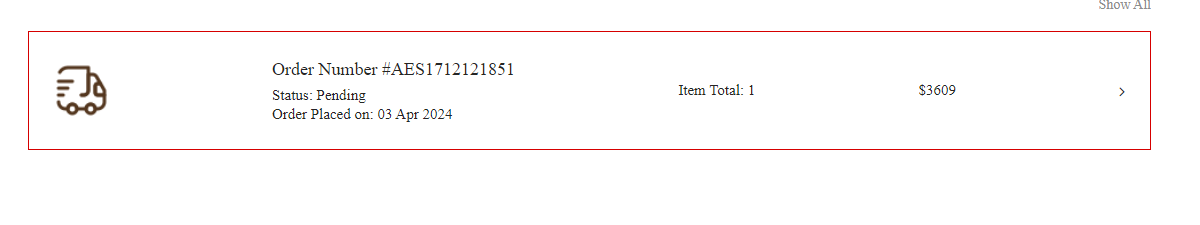 Show All
Order Number #AES1712121851
Status: Pending
Order Placed on: 03 Apr 2024
Item Total: 1
$3609